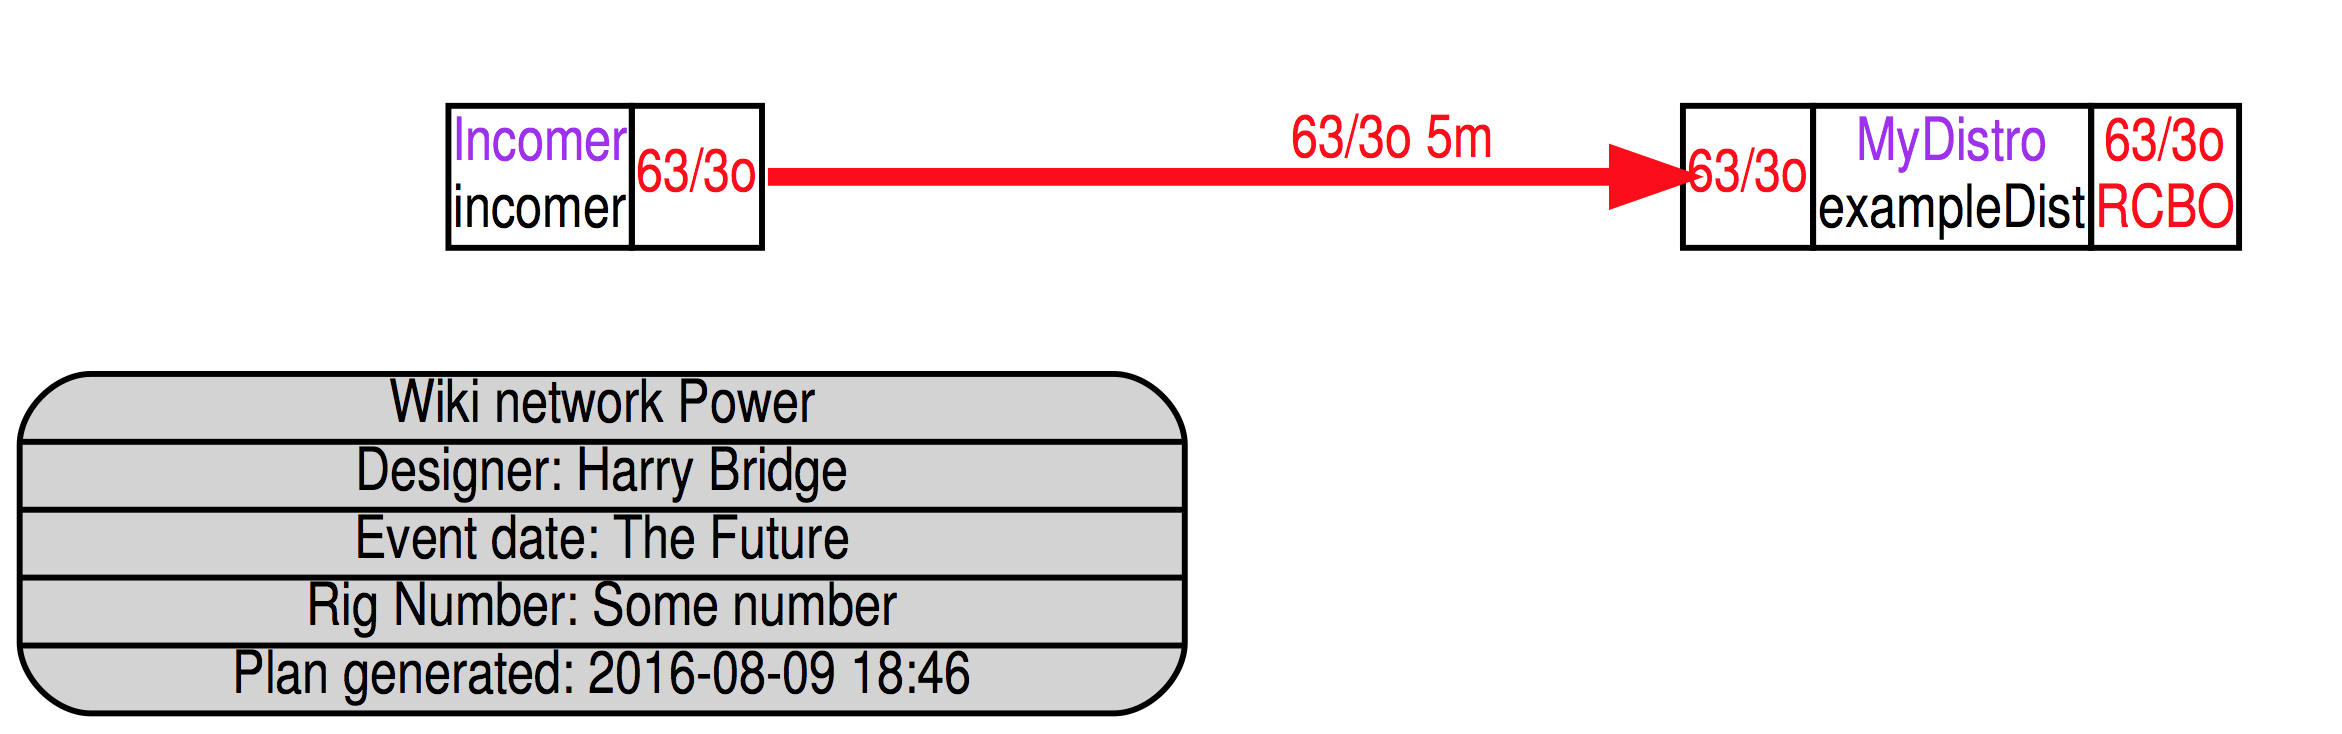 Incomer
incomer
63/3o
63/3o 5m
63/3o
MyDistro
exampleDist
63/3o
RCBO
Wiki network Power
Designer: Harry Bridge
Event date: The Future
Rig Number: Some number
Plan generated: 2016-08-09 18:46